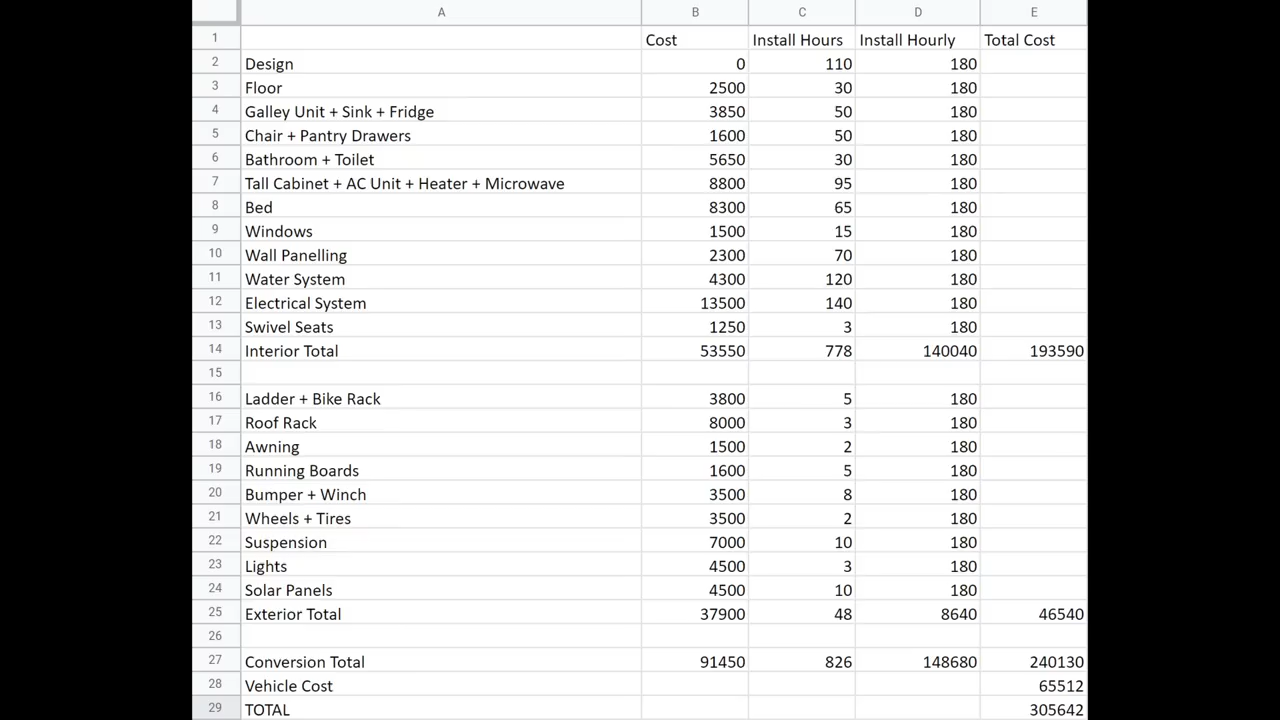 A B C D E
1 Cost Install Hours Install Hourly Total Cost
2 Design 0 110 180
3 Floor 2500 30 180
4 Galley Unit + Sink + Fridge 3850 50 180
5 Chair + Pantry Drawers 1600 50 180
6 Bathroom + Toilet 5650 30 180
7 Tall Cabinet + AC Unit + Heater + Microwave 8800 95 180
8 Bed 8300 65 180
9 Windows 1500 15 180
10 Wall Panelling 2300 70 180
11 Water System 4300 120 180
12 Electrical System 13500 140 180
13 Swivel Seats 1250 3 180
14 Interior Total 53550 778 140040 193590
15
16 Ladder + Bike Rack 3800 5 180
17 Roof Rack 8000 3 180
18 Awning 1500 2 180
19 Running Boards 1600 5 180
20 Bumper + Winch 3500 8 180
21 Wheels + Tires 3500 2 180
22 Suspension 7000 10 180
23 Lights 4500 3 180
24 Solar Panels 4500 10 180
25 Exterior Total 37900 48 8640 46540
26
27 Conversion Total 91450 826 148680 240130
28 Vehicle Cost 65512
29 TOTAL 305642